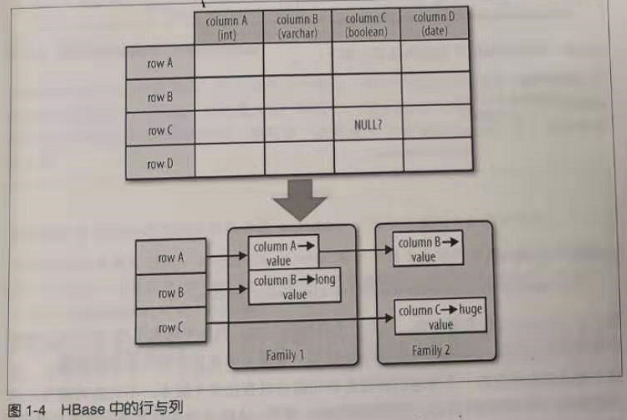 column A column B column C column D
(int) (varchar) (boolean) (date)
row A
row B
row C NULL?
row D
row A column A→ column B→
value value
row B column B→long
value
row C column C→huge
value
Family 1 Family 2
图 1-4 HBase 中的行与列